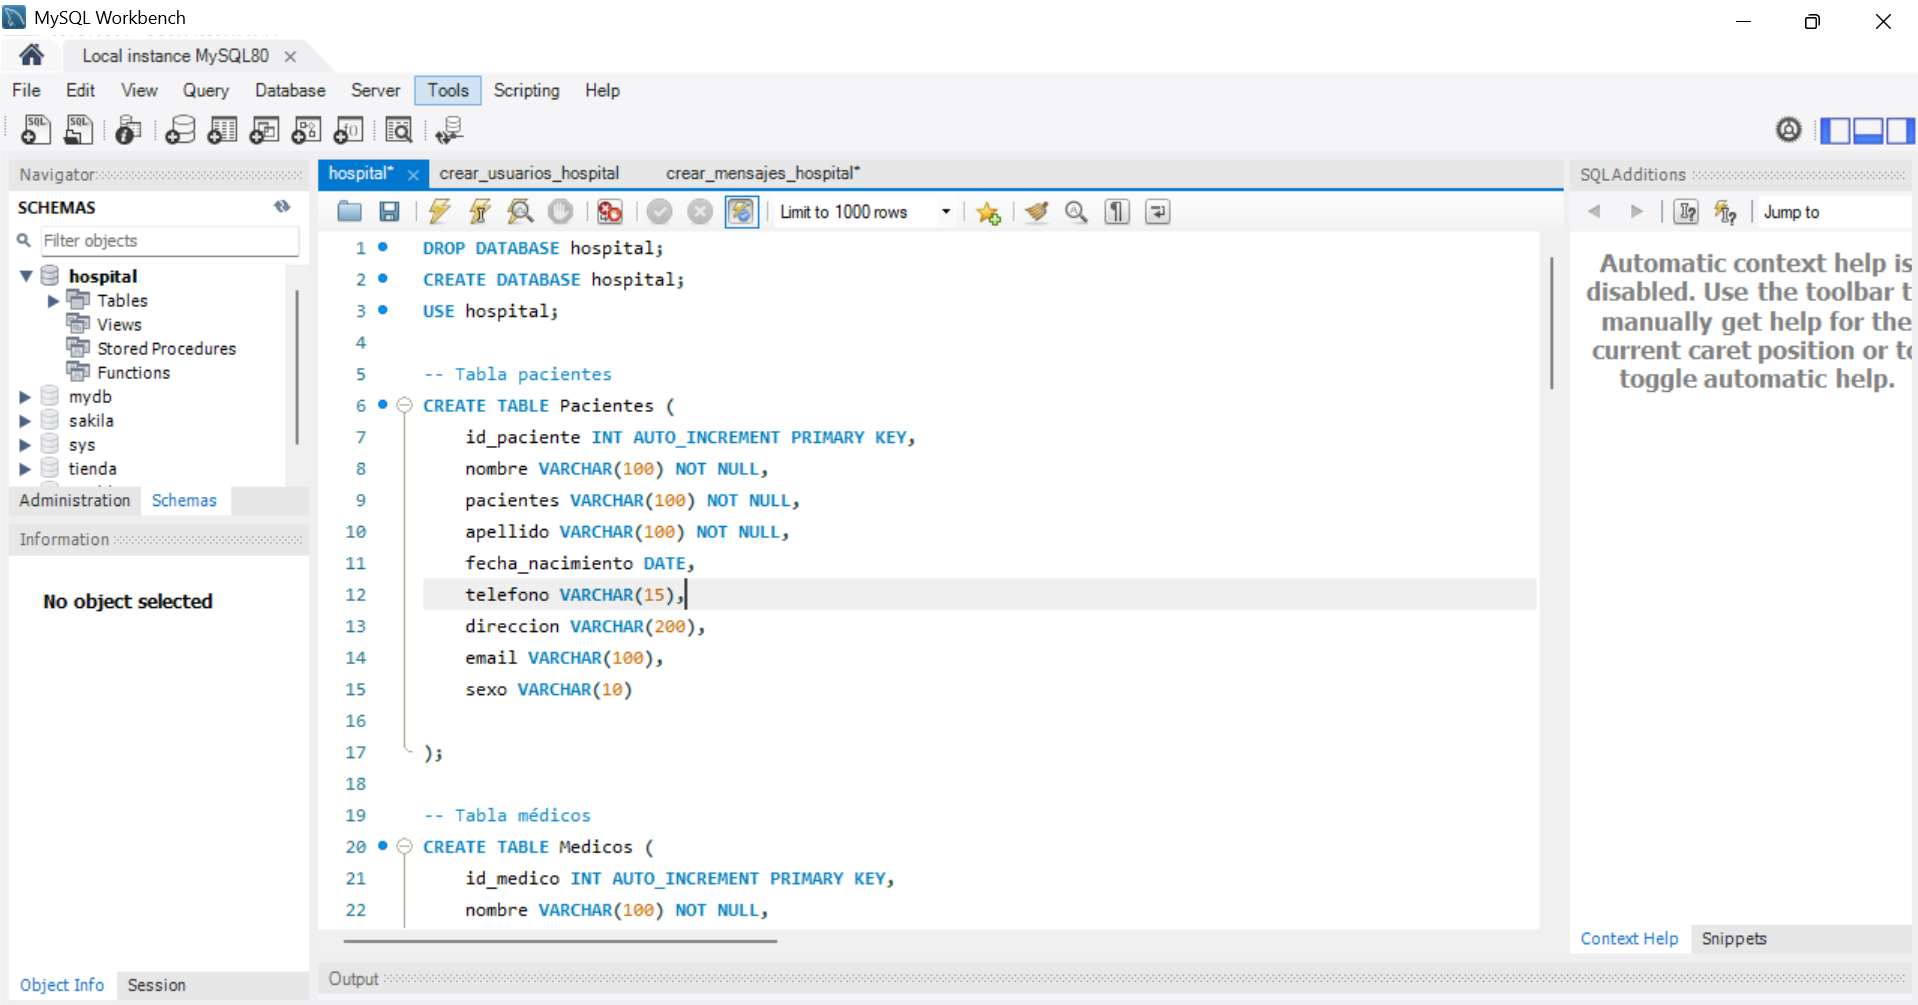 MySQL Workbench
Local instance MySQL80
File Edit View Query Database Server Tools Scripting Help
Navigator
SCHEMAS
Filter objects
hospital
Tables
Views
Stored Procedures
Functions
mydb
sakila
sys
tienda
Administration Schemas
Information
No object selected
Object Info Session
hospital* crear_usuarios_hospital crear_mensajes_hospital*
Limit to 1000 rows
1 DROP DATABASE hospital;
2 CREATE DATABASE hospital;
3 USE hospital;
4
5 -- Tabla pacientes
6 CREATE TABLE Pacientes (
7 id_paciente INT AUTO_INCREMENT PRIMARY KEY,
8 nombre VARCHAR(100) NOT NULL,
9 pacientes VARCHAR(100) NOT NULL,
10 apellido VARCHAR(100) NOT NULL,
11 fecha_nacimiento DATE,
12 telefono VARCHAR(15),
13 direccion VARCHAR(200),
14 email VARCHAR(100),
15 sexo VARCHAR(10)
16
17 );
18
19 -- Tabla médicos
20 CREATE TABLE Medicos (
21 id_medico INT AUTO_INCREMENT PRIMARY KEY,
22 nombre VARCHAR(100) NOT NULL,
Output
SQLAdditions
Jump to
Automatic context help is
disabled. Use the toolbar t
manually get help for the
current caret position or to
toggle automatic help.
Context Help Snippets